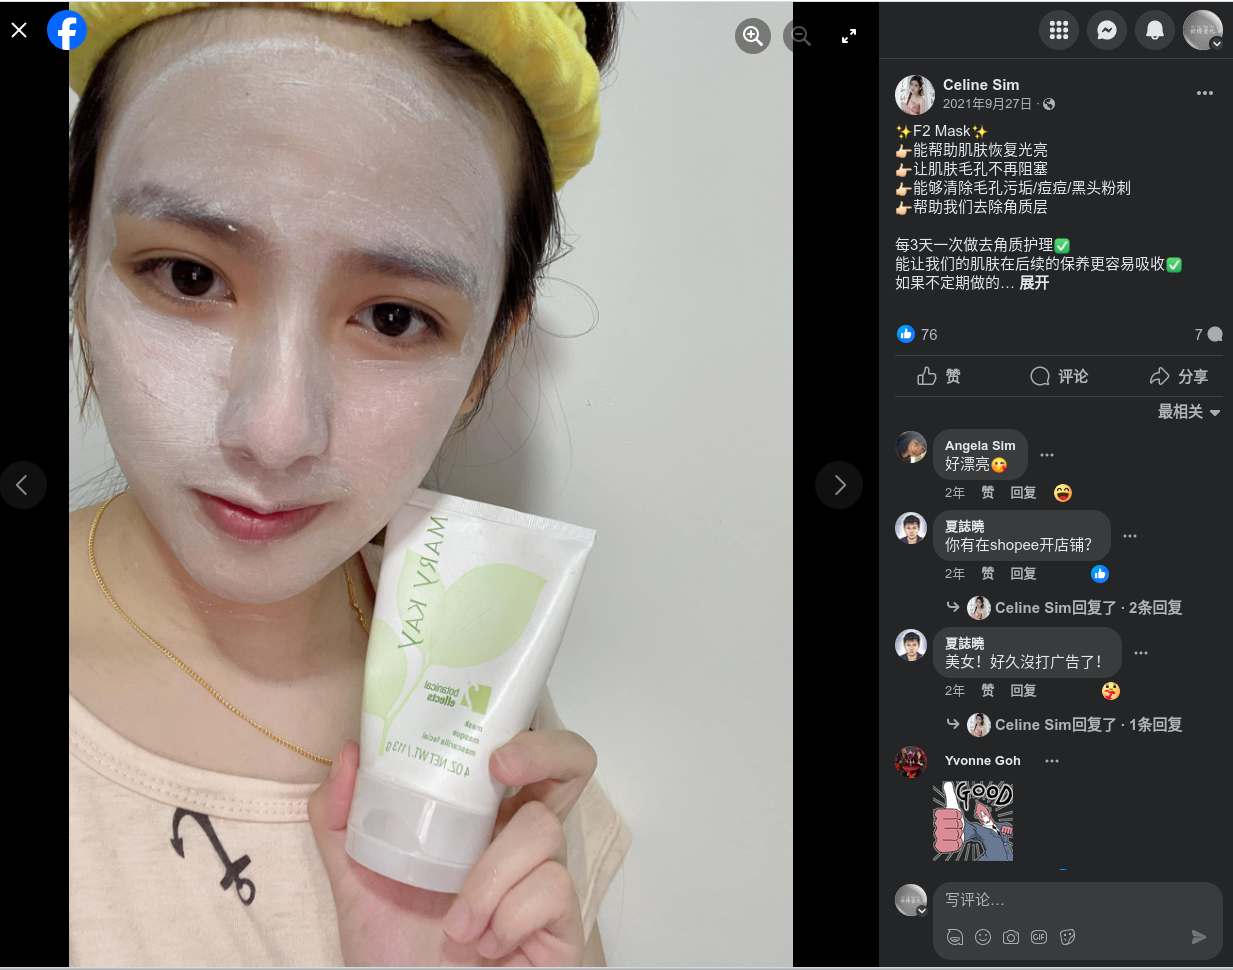 Celine Sim
2021年9月27日 ·
✨F2 Mask✨
👉🏻能帮助肌肤恢复光亮
👉🏻让肌肤毛孔不再阻塞
👉🏻能够清除毛孔污垢/痘痘/黑头粉刺
👉🏻帮助我们去除角质层
每3天一次做去角质护理✅
能让我们的肌肤在后续的保养更容易吸收✅
如果不定期做的… 展开
76
7
赞 评论 分享
最相关
Angela Sim
好漂亮😘
2年 赞 回复
夏誌曉
你有在shopee开店铺？
2年 赞 回复
Celine Sim回复了 · 2条回复
夏誌曉
美女！好久沒打广告了！
2年 赞 回复
Celine Sim回复了 · 1条回复
Yvonne Goh
GOOD
写评论…
GIF
MARY KAY
2
botanical
effects
mask
masque
mascarilla facial
4 OZ. NET WT. / 113 g